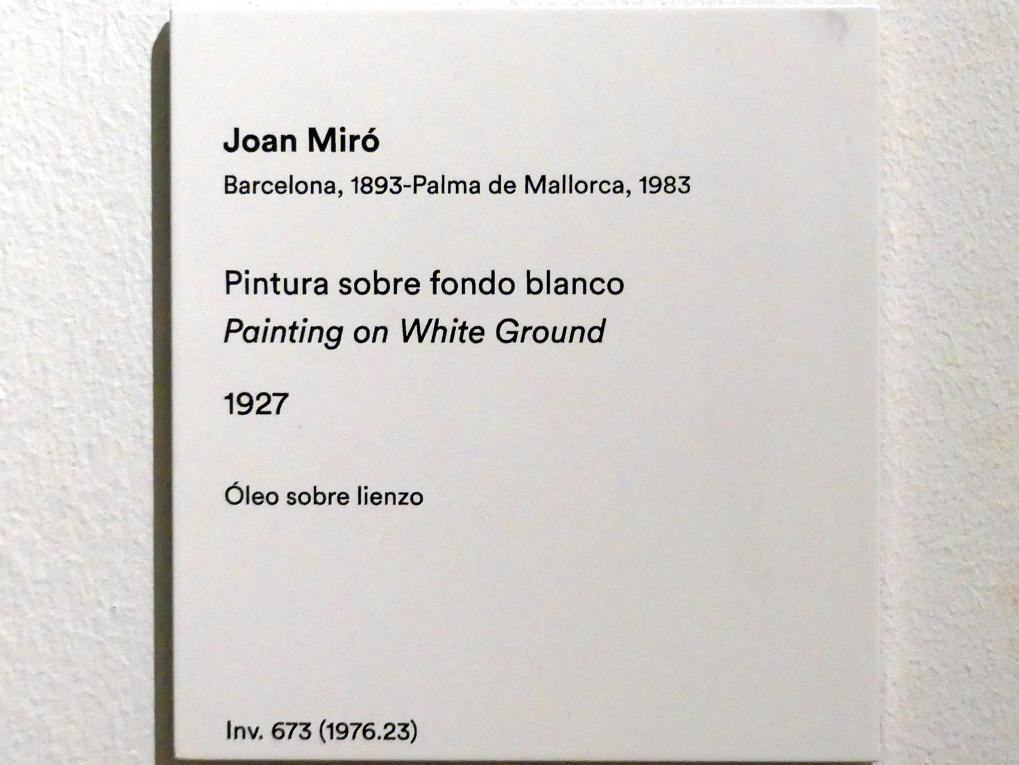 Joan Miró
Barcelona, 1893-Palma de Mallorca, 1983
Pintura sobre fondo blanco
Painting on White Ground
1927
Óleo sobre lienzo
Inv. 673 (1976.23)